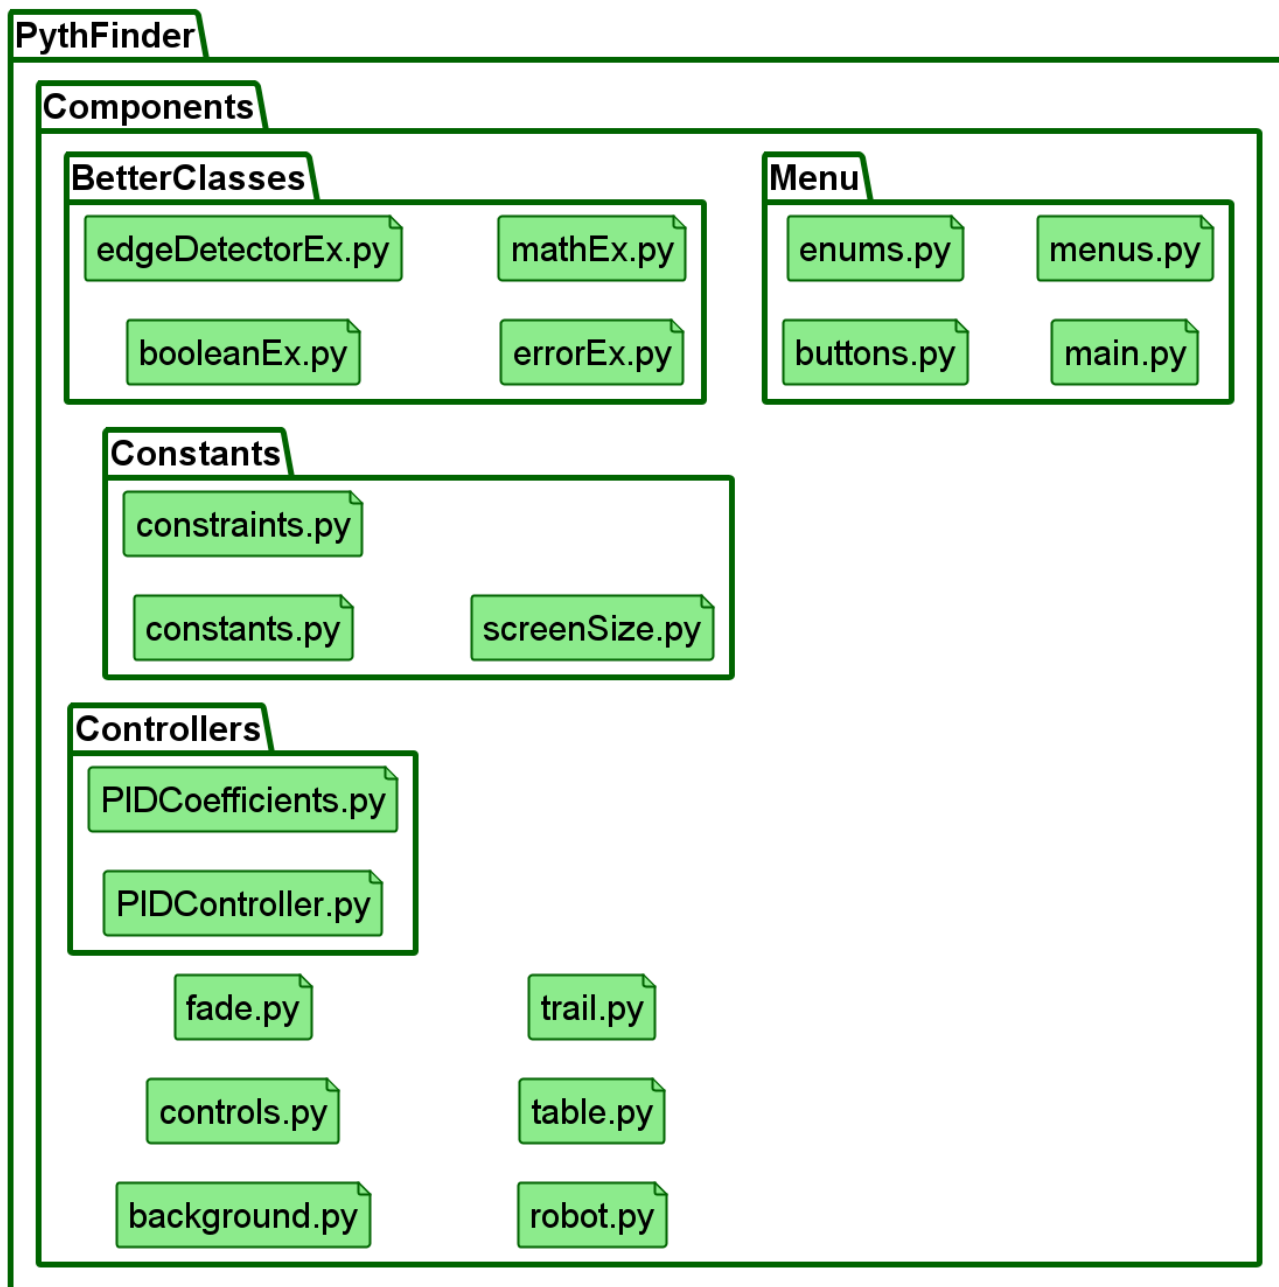 PythFinder
Components
BetterClasses
Menu
edgeDetectorEx.py
mathEx.py
enums.py
menus.py
booleanEx.py
errorEx.py
buttons.py
main.py
Constants
constraints.py
constants.py
screenSize.py
Controllers
PIDCoefficients.py
PIDController.py
fade.py
trail.py
controls.py
table.py
background.py
robot.py